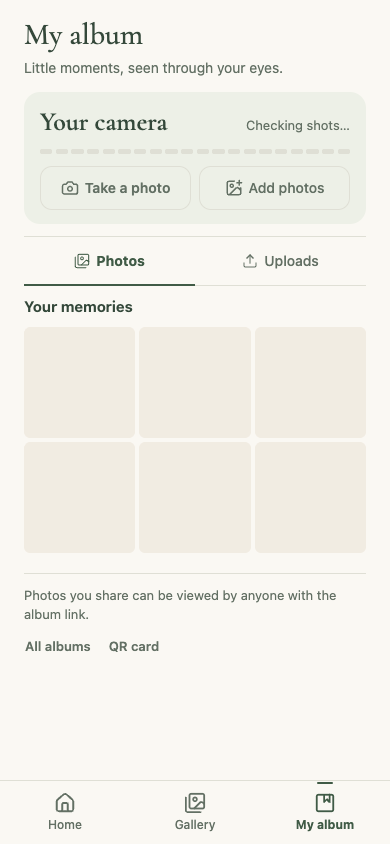 My album
Little moments, seen through your eyes.
Your camera
Checking shots...
Take a photo
Add photos
Photos
Uploads
Your memories
Photos you share can be viewed by anyone with the
album link.
All albums
QR card
Home
Gallery
My album